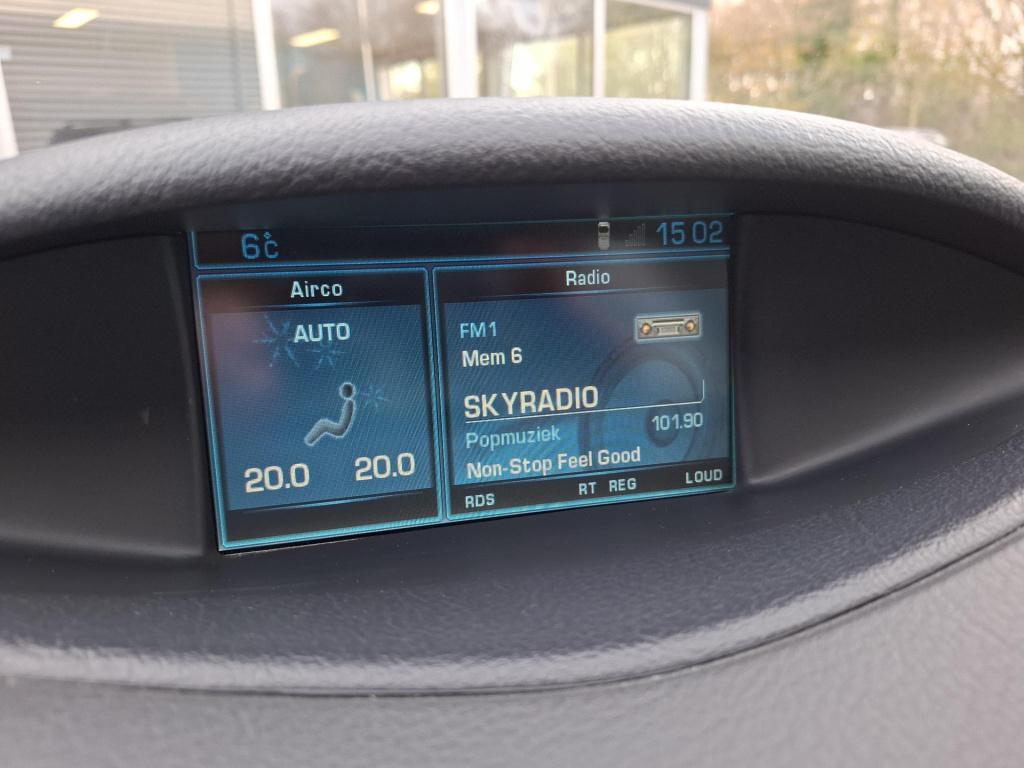 6°C
15 02
Airco
AUTO
20.0 20.0
Radio
FM1
Mem 6
SKYRADIO
101.90
Popmuziek
Non-Stop Feel Good
RDS RT REG LOUD